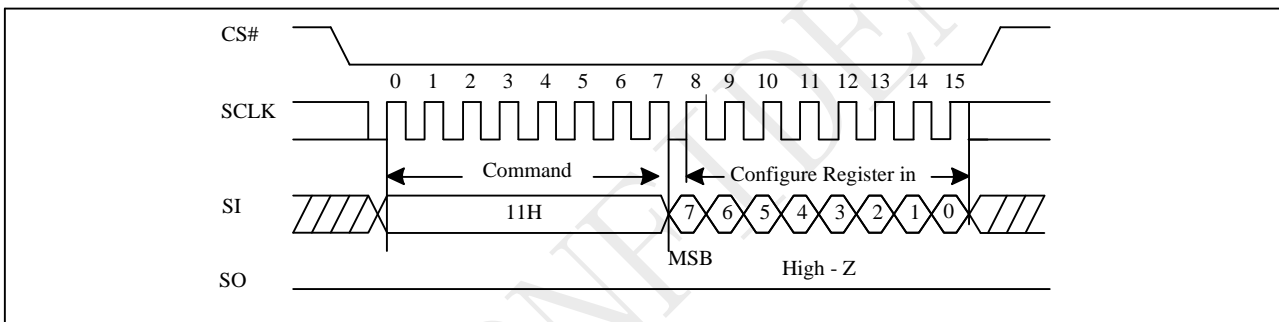 CS#
0 1 2 3 4 5 6 7 8 9 10 11 12 13 14 15
SCLK
Command
Configure Register in
SI
11H
7 6 5 4 3 2 1 0
MSB
High - Z
SO